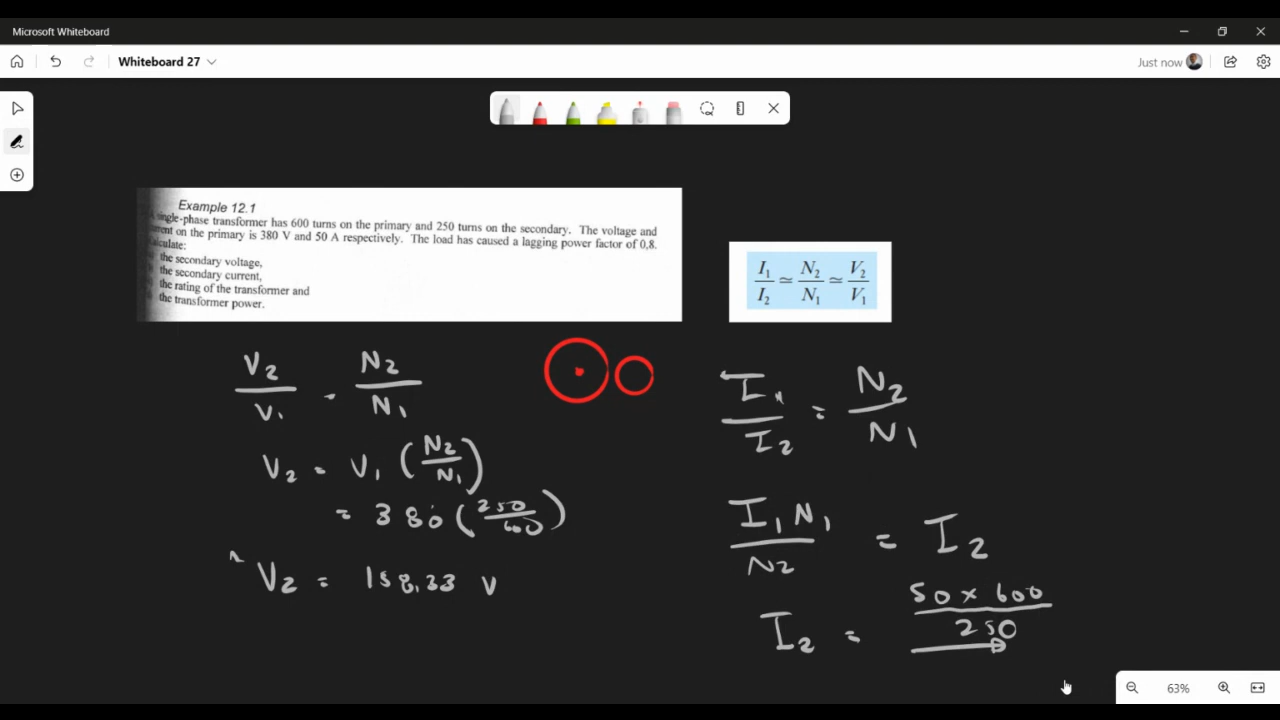 Microsoft Whiteboard
Whiteboard 27
Just now
Example 12.1
single-phase transformer has 600 turns on the primary and 250 turns on the secondary. The voltage and
on the primary is 380 V and 50 A respectively. The load has caused a lagging power factor of 0,8.
the secondary voltage,
the secondary current,
the rating of the transformer and
the transformer power.
I₁/I₂ ≃ N₂/N₁ ≃ V₂/V₁
V₂/V₁ = N₂/N₁
V₂ = V₁ (N₂/N₁)
= 380 (250/600)
V₂ = 158,33 V
I₁/I₂ = N₂/N₁
I₁N₁/N₂ = I₂
I₂ = 50 × 600/250
63%